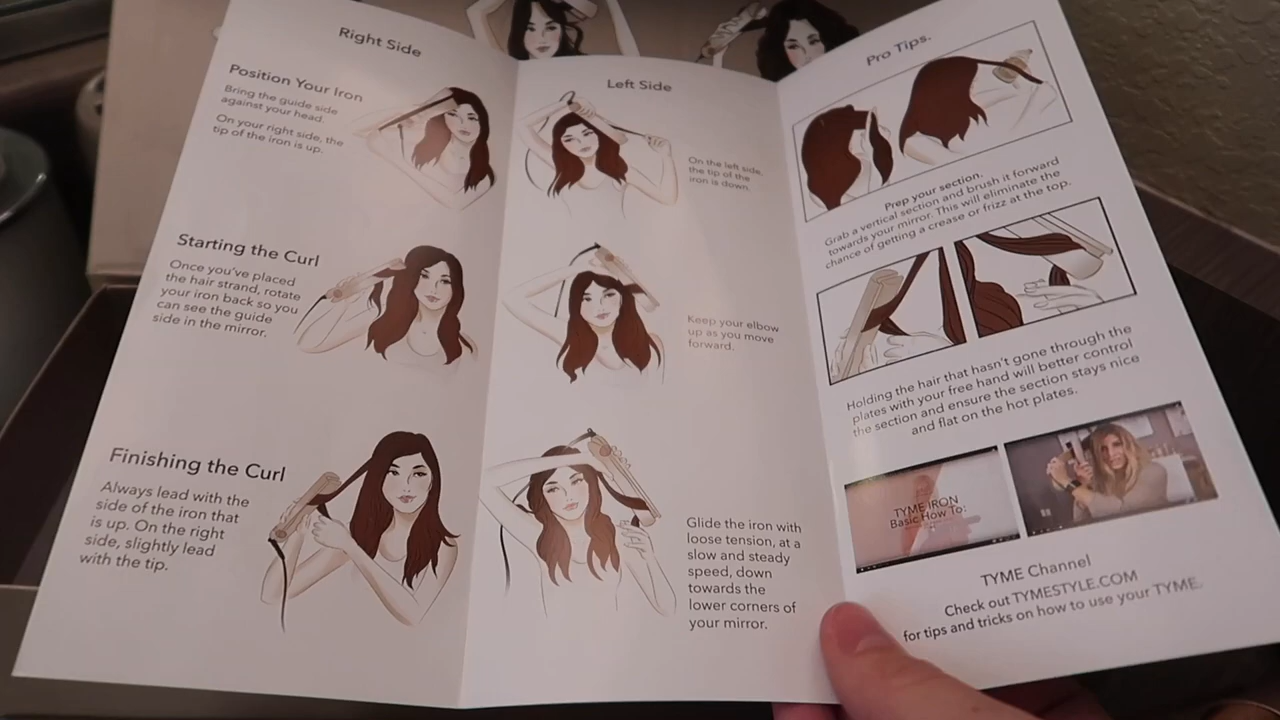 Right Side
Position Your Iron
Bring the guide side
against your head.
On your right side, the
tip of the iron is up.
Starting the Curl
Once you've placed
the hair strand, rotate
your iron back so you
can see the guide
side in the mirror.
Finishing the Curl
Always lead with the
side of the iron that
is up. On the right
side, slightly lead
with the tip.
Left Side
On the left side,
the tip of the
iron is down.
Keep your elbow
up as you move
forward.
Glide the iron with
loose tension, at a
slow and steady
speed, down
towards the
lower corners of
your mirror.
Pro Tips.
Prep your section.
Grab a vertical section and brush it forward
towards your mirror. This will eliminate the
chance of getting a crease or frizz at the top.
Holding the hair that hasn't gone through the
plates with your free hand will better control
the section and ensure the section stays nice
and flat on the hot plates.
TYME IRON
Basic How To:
TYME Channel
Check out TYMESTYLE.COM
for tips and tricks on how to use your TYME.